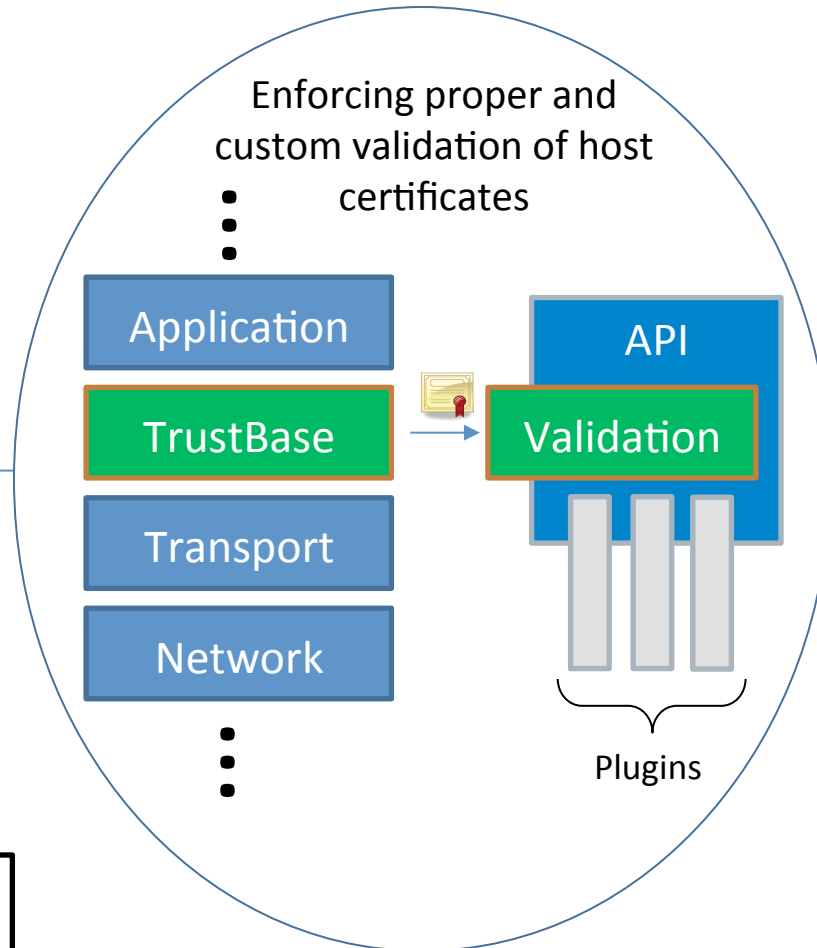 Enforcing proper and
custom validation of host
certificates
Application
API
TrustBase
Validation
Transport
Network
Plugins